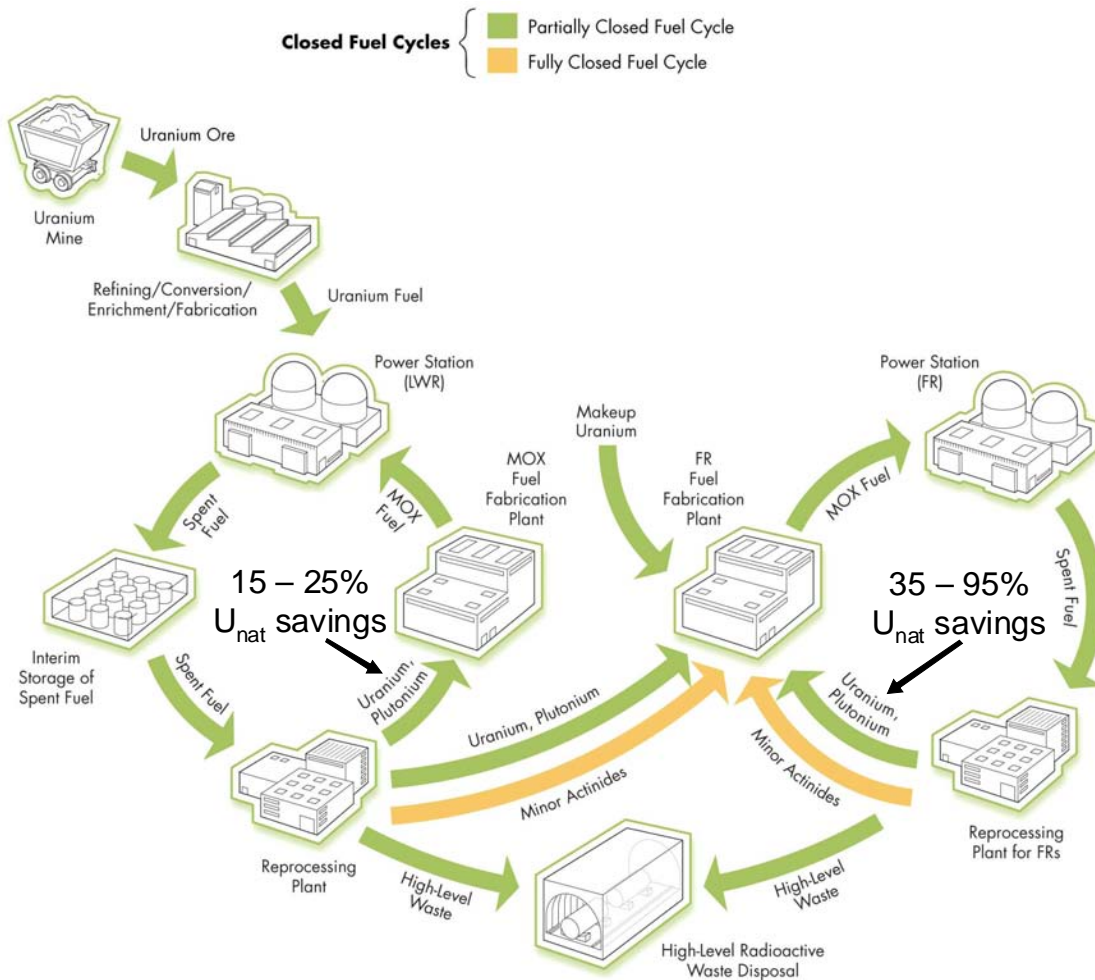 Closed Fuel Cycles
Partially Closed Fuel Cycle
Fully Closed Fuel Cycle
Uranium Ore
Uranium
Mine
Refining/Conversion/
Enrichment/Fabrication
Uranium Fuel
Power Station
(LWR)
Power Station
(FR)
Makeup
Uranium
MOX
Fuel
Fabrication
Plant
FR
Fuel
Fabrication
Plant
Spent
Fuel
MOX
Fuel
MOX Fuel
Spent Fuel
15 – 25%
Unat savings
35 – 95%
Unat savings
Interim
Storage of
Spent Fuel
Spent Fuel
Uranium,
Plutonium
Uranium, Plutonium
Minor Actinides
Uranium,
Plutonium
Minor Actinides
Reprocessing
Plant
High-Level
Waste
High-Level
Waste
Reprocessing
Plant for FRs
High-Level Radioactive
Waste Disposal